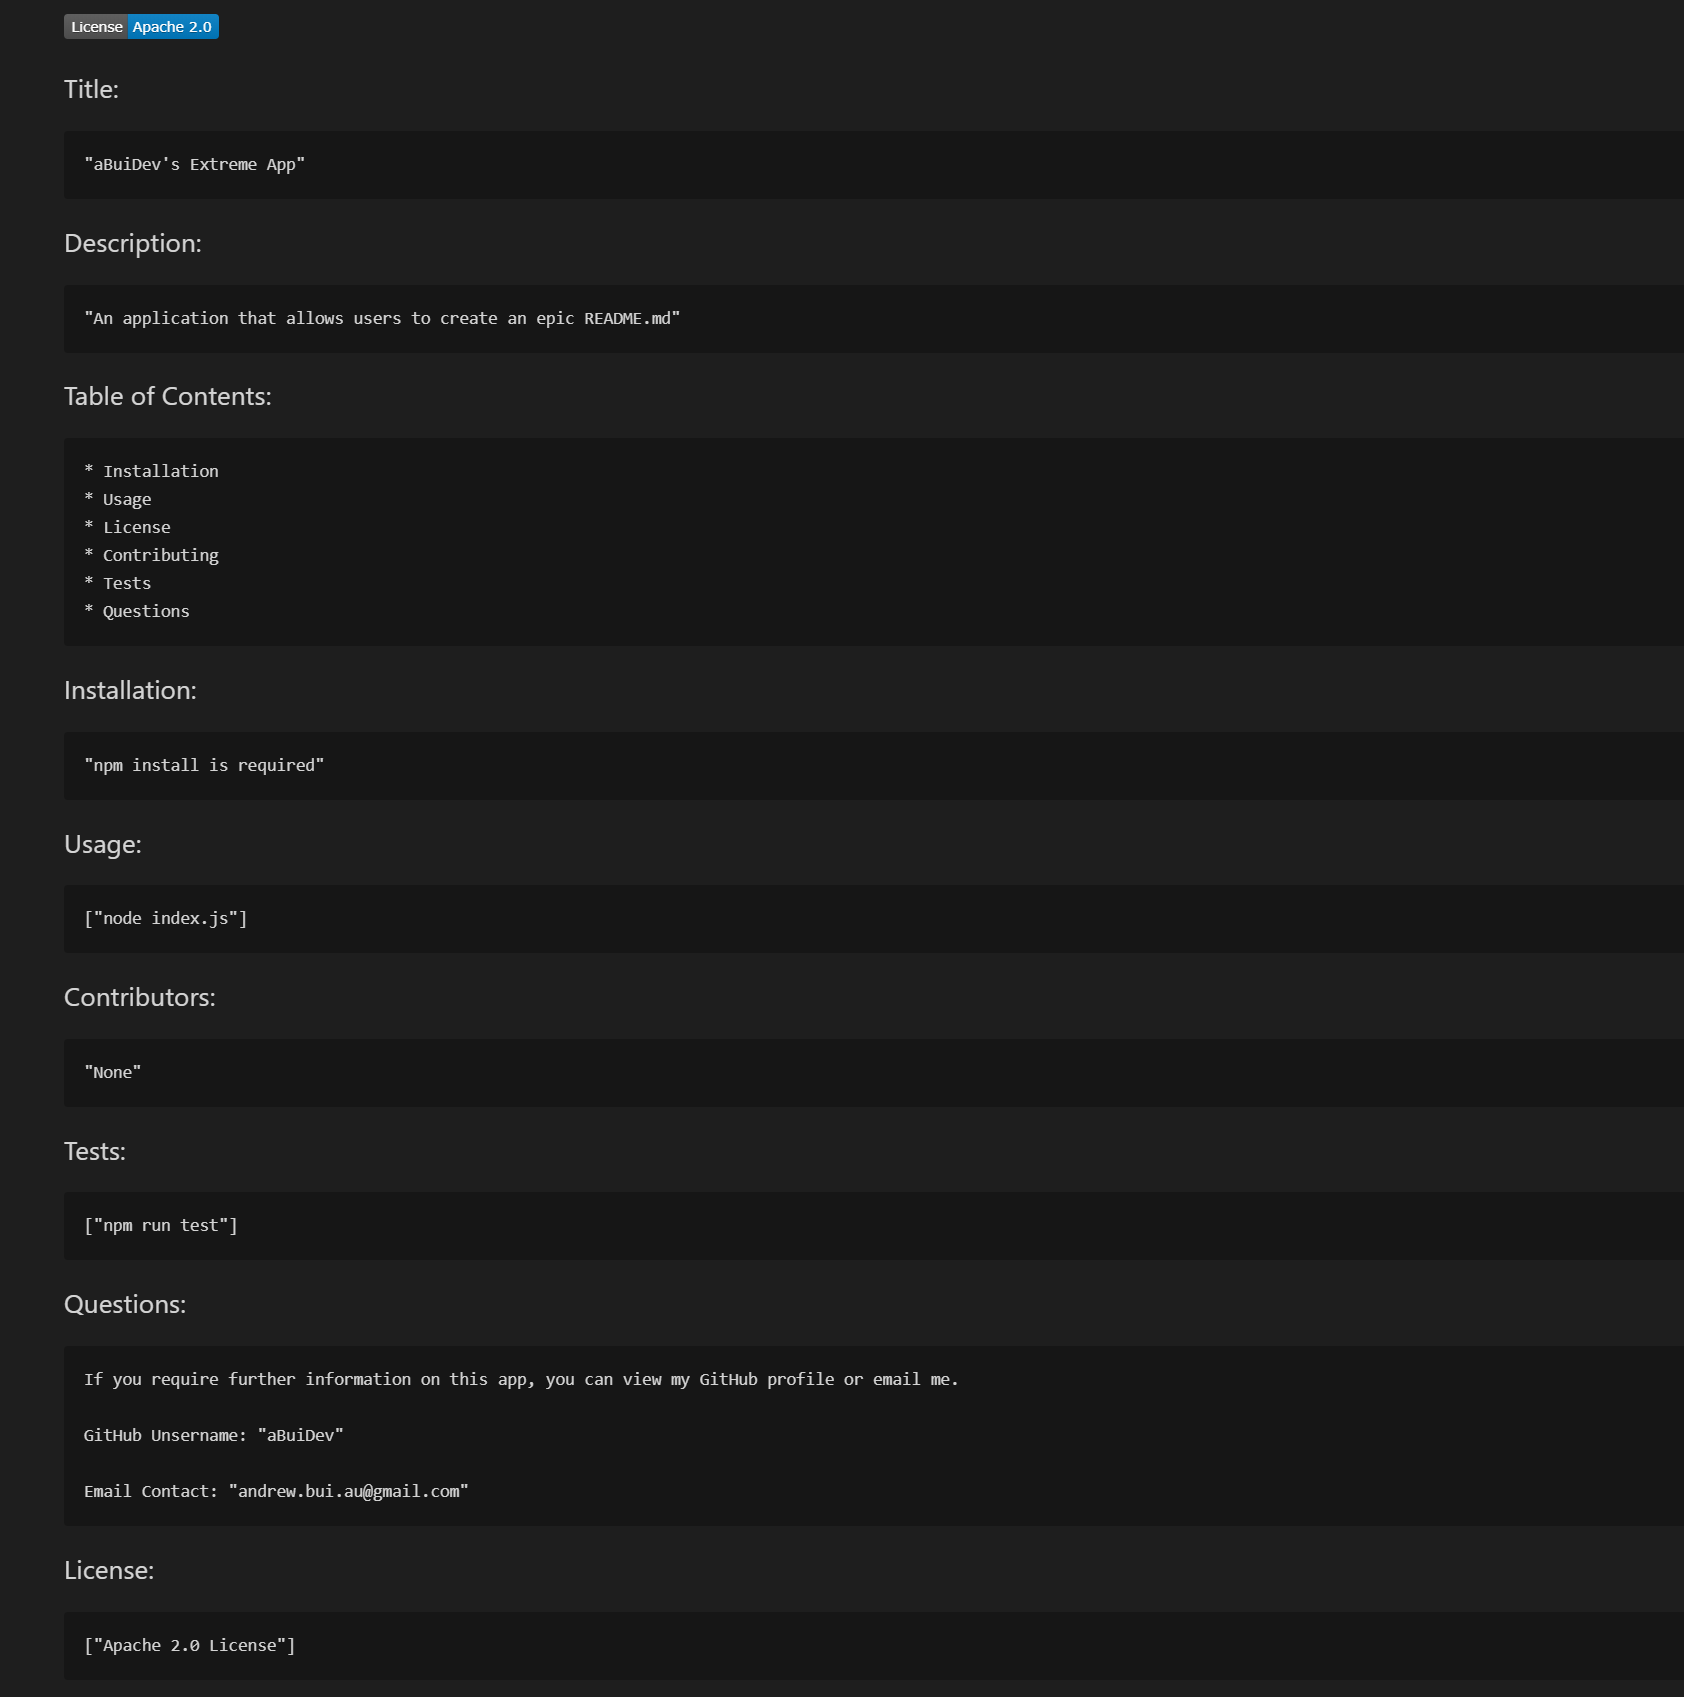 License Apache 2.0
Title:
"aBuiDev's Extreme App"
Description:
"An application that allows users to create an epic README.md"
Table of Contents:
* Installation
* Usage
* License
* Contributing
* Tests
* Questions
Installation:
"npm install is required"
Usage:
["node index.js"]
Contributors:
"None"
Tests:
["npm run test"]
Questions:
If you require further information on this app, you can view my GitHub profile or email me.
GitHub Unsername: "aBuiDev"
Email Contact: "andrew.bui.au@gmail.com"
License:
["Apache 2.0 License"]